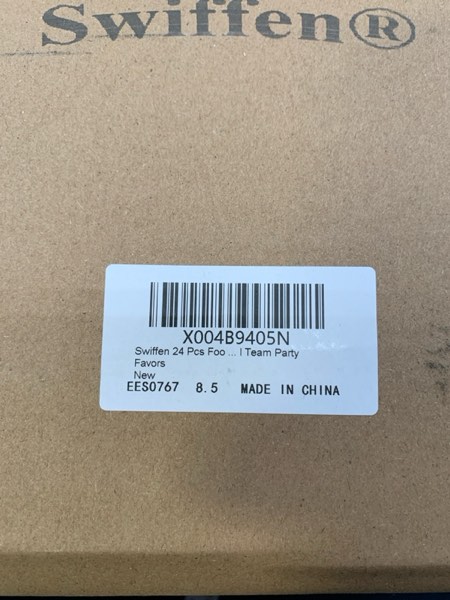 Swiffen®
X004B9405N
Swiffen 24 Pcs Foo ... l Team Party
Favors
New
EES0767 8.5 MADE IN CHINA